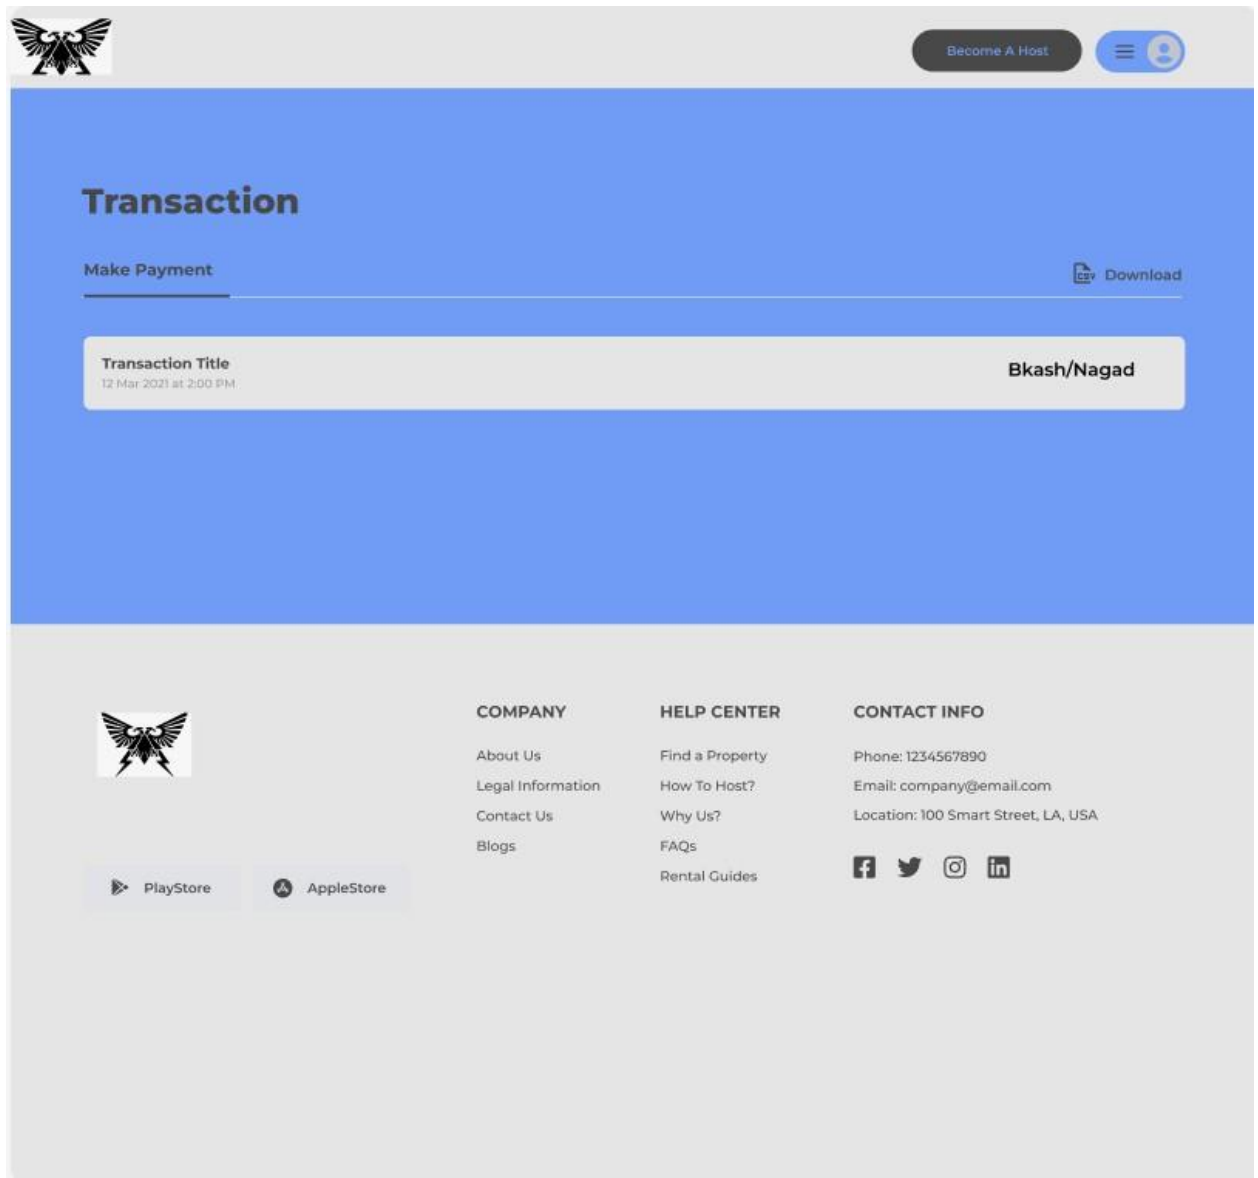 Become A Host
Transaction
Make Payment
CSV Download
Transaction Title
12 Mar 2021 at 2:00 PM
Bkash/Nagad
COMPANY
About Us
Legal Information
Contact Us
Blogs
HELP CENTER
Find a Property
How To Host?
Why Us?
FAQs
Rental Guides
CONTACT INFO
Phone: 1234567890
Email: company@email.com
Location: 100 Smart Street, LA, USA
PlayStore
AppleStore